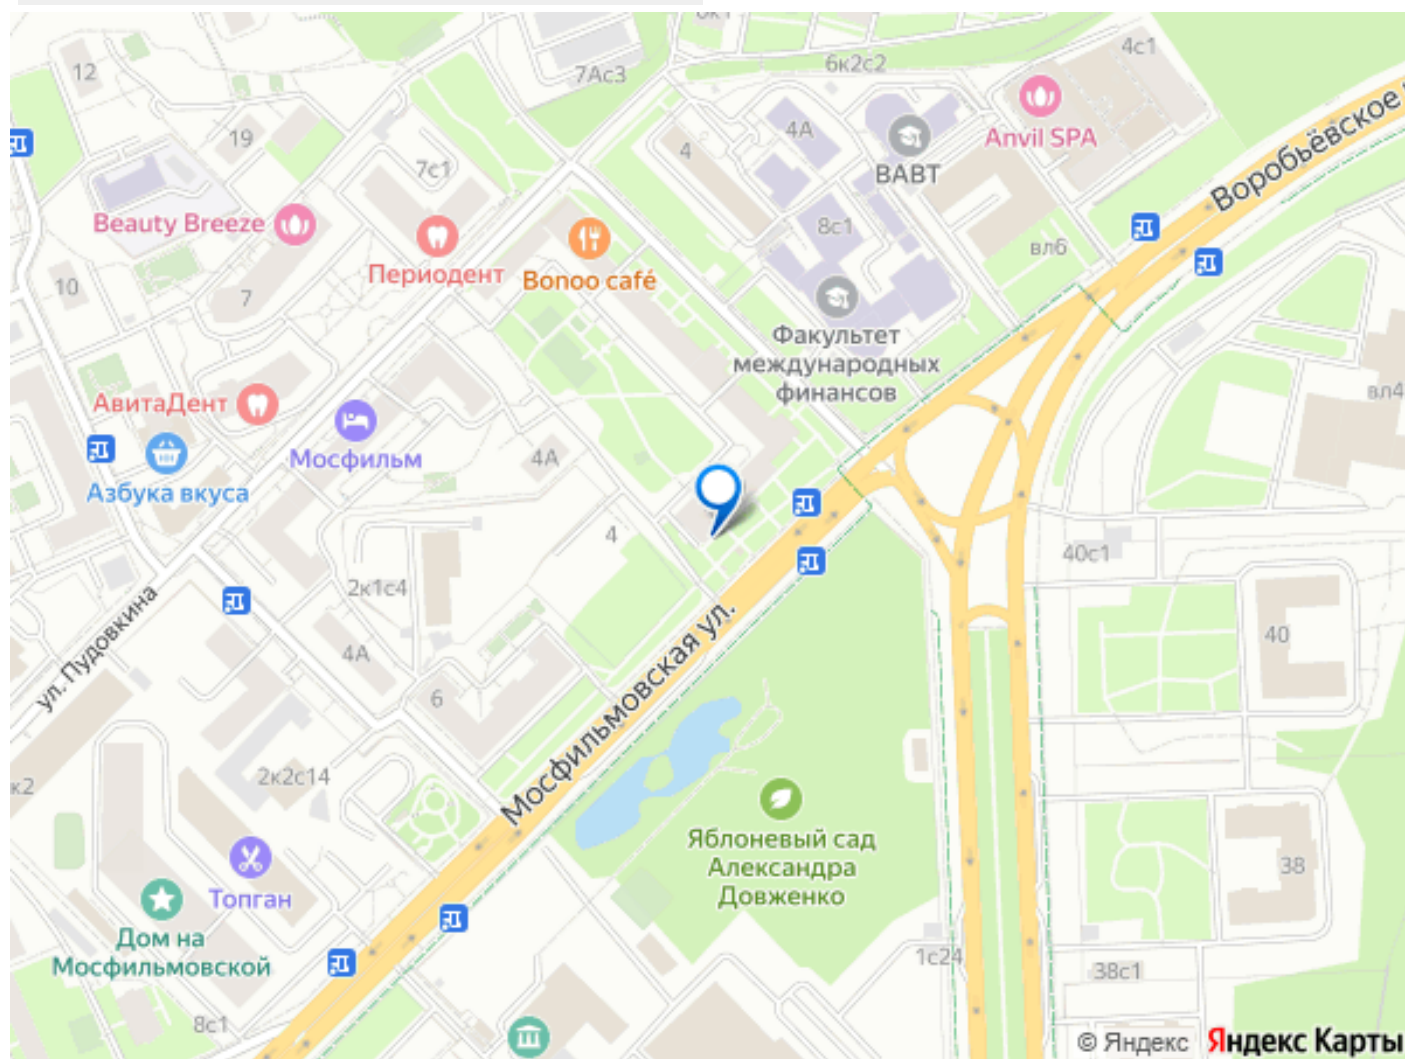 4с1
12
7Ас3
6к2с2
19
4А
4
Anvil SPA
7с1
ВАВТ
Воробьёвское
Beauty Breeze
8с1
вл6
Периодент
Bonoo café
10
7
Факультет
международных
финансов
АвитаДент
вл4
Мосфильм
4А
Азбука вкуса
4
40с1
2к1с4
ул. Пудовкина
Мосфильмовская ул.
40
4А
6
2к2с14
к2
Яблоневый сад
Александра
Довженко
38
Топган
Дом на
Мосфильмовской
1с24
38с1
8с1
© Яндекс Яндекс Карты